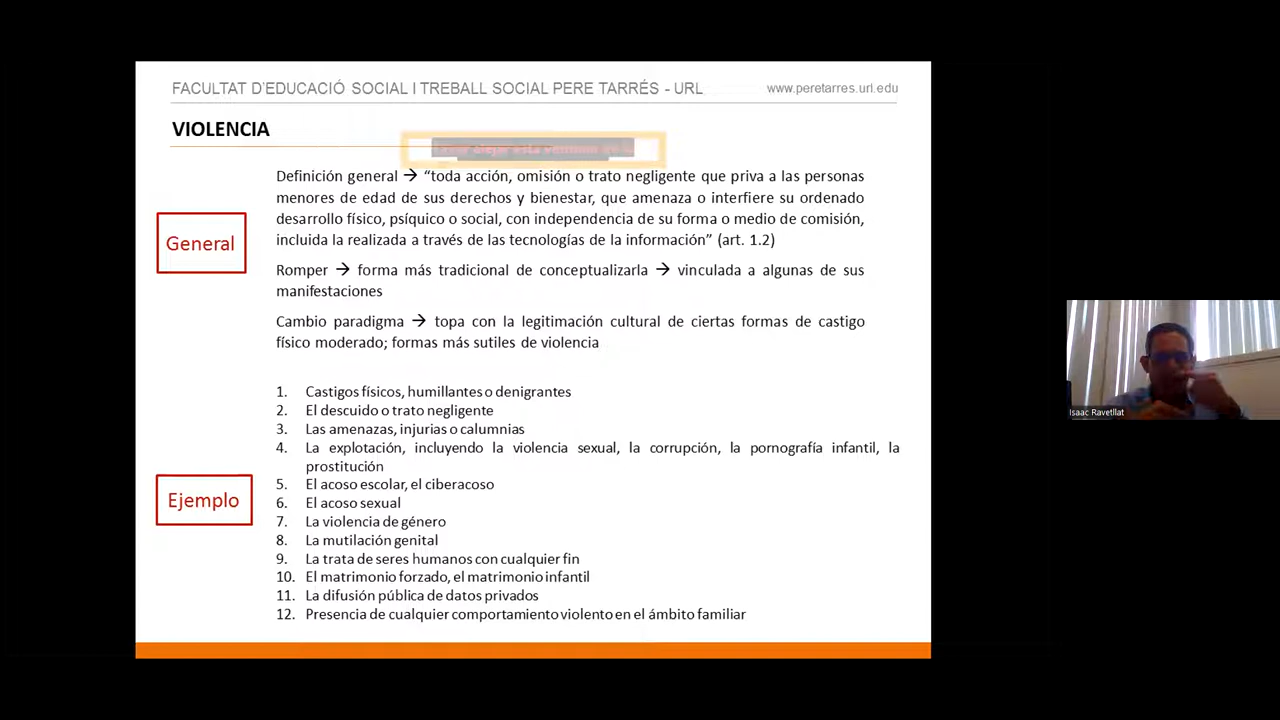 FACULTAT D'EDUCACIÓ SOCIAL I TREBALL SOCIAL PERE TARRÉS - URL
www.peretarres.url.edu
VIOLENCIA
Definición general → “toda acción, omisión o trato negligente que priva a las personas
menores de edad de sus derechos y bienestar, que amenaza o interfiere su ordenado
desarrollo físico, psíquico o social, con independencia de su forma o medio de comisión,
incluida la realizada a través de las tecnologías de la información” (art. 1.2)
General
Romper → forma más tradicional de conceptualizarla → vinculada a algunas de sus
manifestaciones
Cambio paradigma → topa con la legitimación cultural de ciertas formas de castigo
físico moderado; formas más sutiles de violencia
1. Castigos físicos, humillantes o denigrantes
2. El descuido o trato negligente
3. Las amenazas, injurias o calumnias
4. La explotación, incluyendo la violencia sexual, la corrupción, la pornografía infantil, la
prostitución
5. El acoso escolar, el ciberacoso
Ejemplo
6. El acoso sexual
7. La violencia de género
8. La mutilación genital
9. La trata de seres humanos con cualquier fin
10. El matrimonio forzado, el matrimonio infantil
11. La difusión pública de datos privados
12. Presencia de cualquier comportamiento violento en el ámbito familiar
Isaac Ravetllat